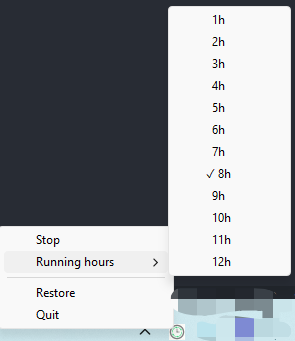 1h
2h
3h
4h
5h
6h
7h
✓ 8h
9h
10h
11h
12h
Stop
Running hours
Restore
Quit